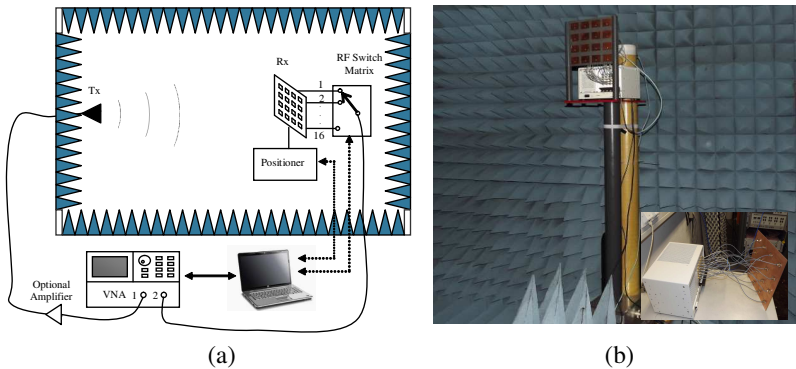 Tx
Rx
RF Switch
Matrix
1
2
16
Positioner
Optional
Amplifier
VNA 1 2
(a)
(b)